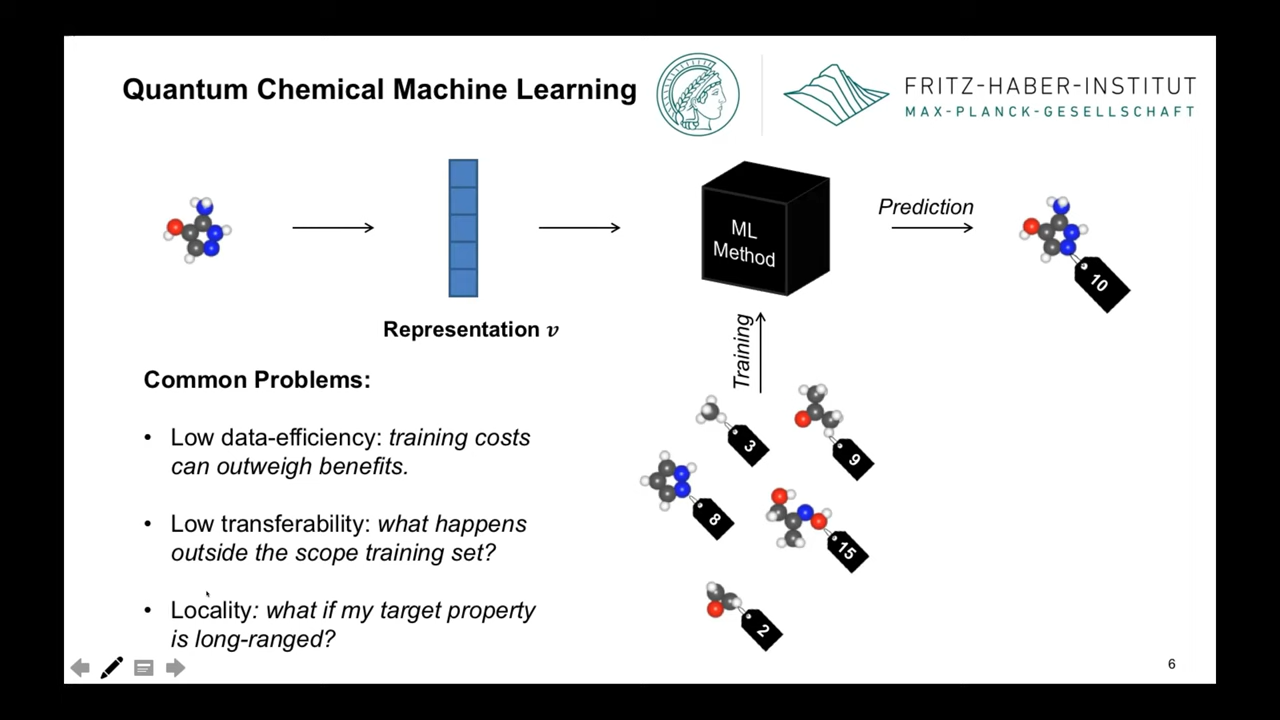 Quantum Chemical Machine Learning
FRITZ-HABER-INSTITUT
MAX-PLANCK-GESELLSCHAFT
ML
Method
Prediction
10
Representation v
Training
Common Problems:
• Low data-efficiency: training costs
can outweigh benefits.
• Low transferability: what happens
outside the scope training set?
• Locality: what if my target property
is long-ranged?
3
9
8
15
2
6